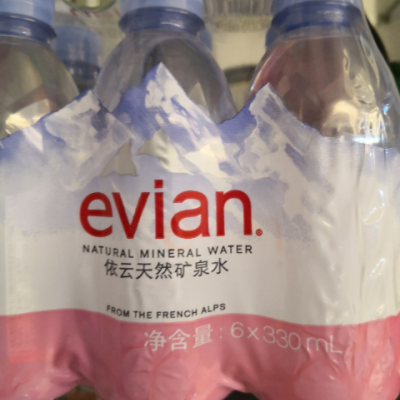 evian.
NATURAL MINERAL WATER
依云天然矿泉水
FROM THE FRENCH ALPS
净含量：6×330mL